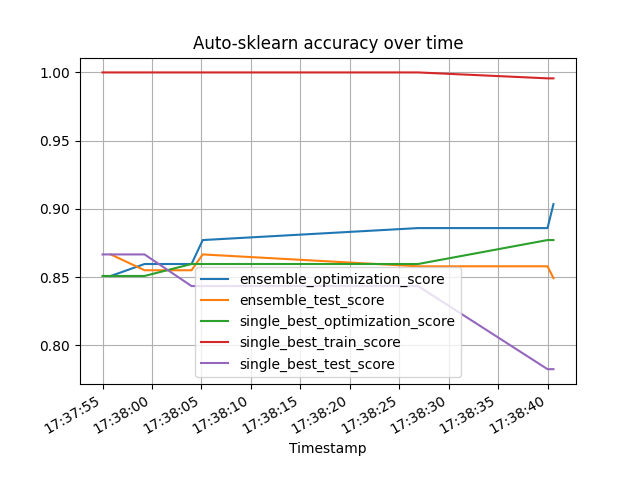 Auto-sklearn accuracy over time
1.00
0.95
0.90
0.85
0.80
ensemble_optimization_score
ensemble_test_score
single_best_optimization_score
single_best_train_score
single_best_test_score
17:37:55
17:38:00
17:38:05
17:38:10
17:38:15
17:38:20
17:38:25
17:38:30
17:38:35
17:38:40
Timestamp